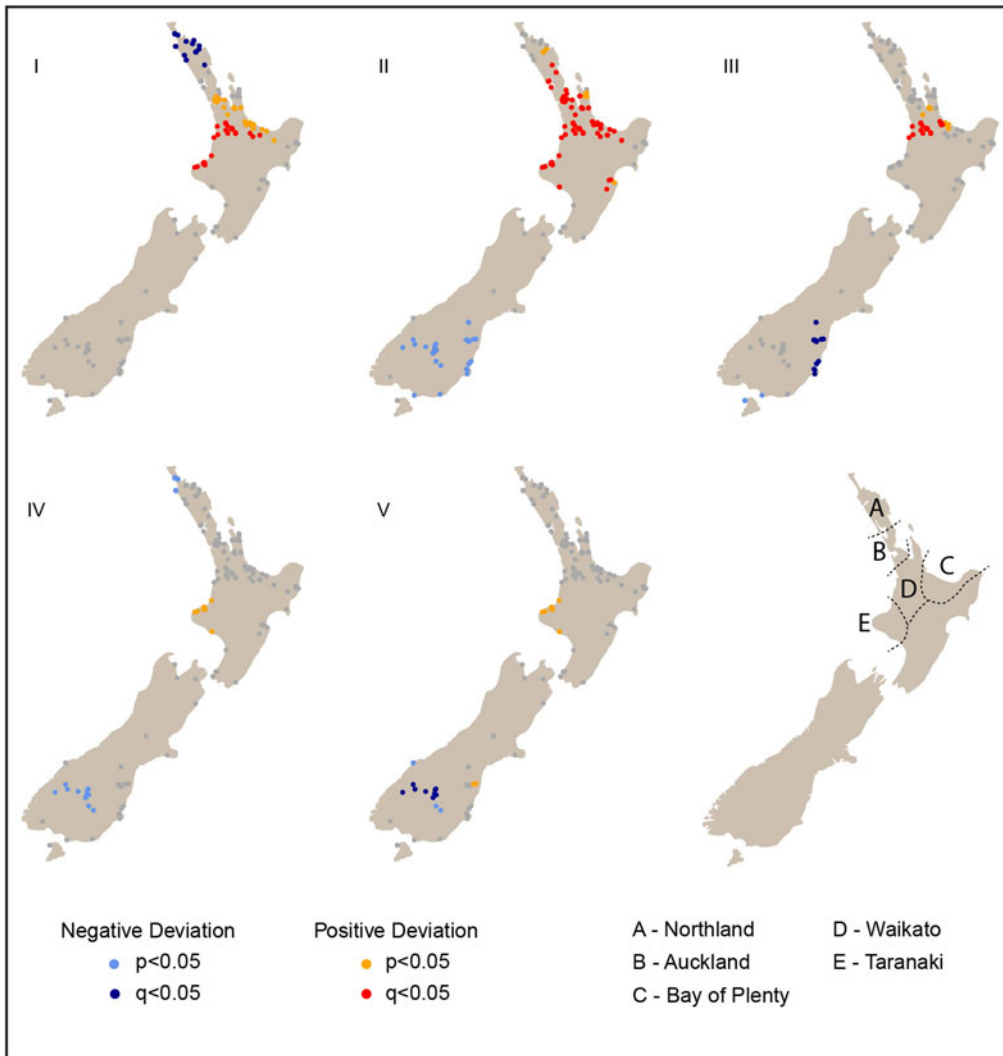 I
II
III
IV
V
A
B
C
D
E
Negative Deviation
p<0.05
q<0.05
Positive Deviation
p<0.05
q<0.05
A - Northland
B - Auckland
C - Bay of Plenty
D - Waikato
E - Taranaki